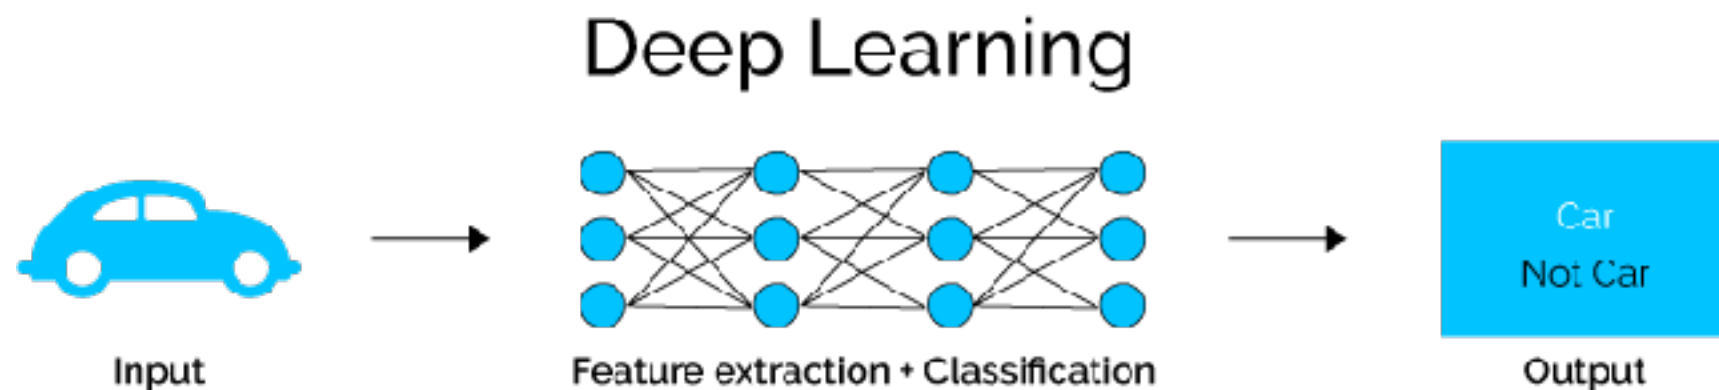 Deep Learning
Car
Not Car
Input
Feature extraction + Classification
Output